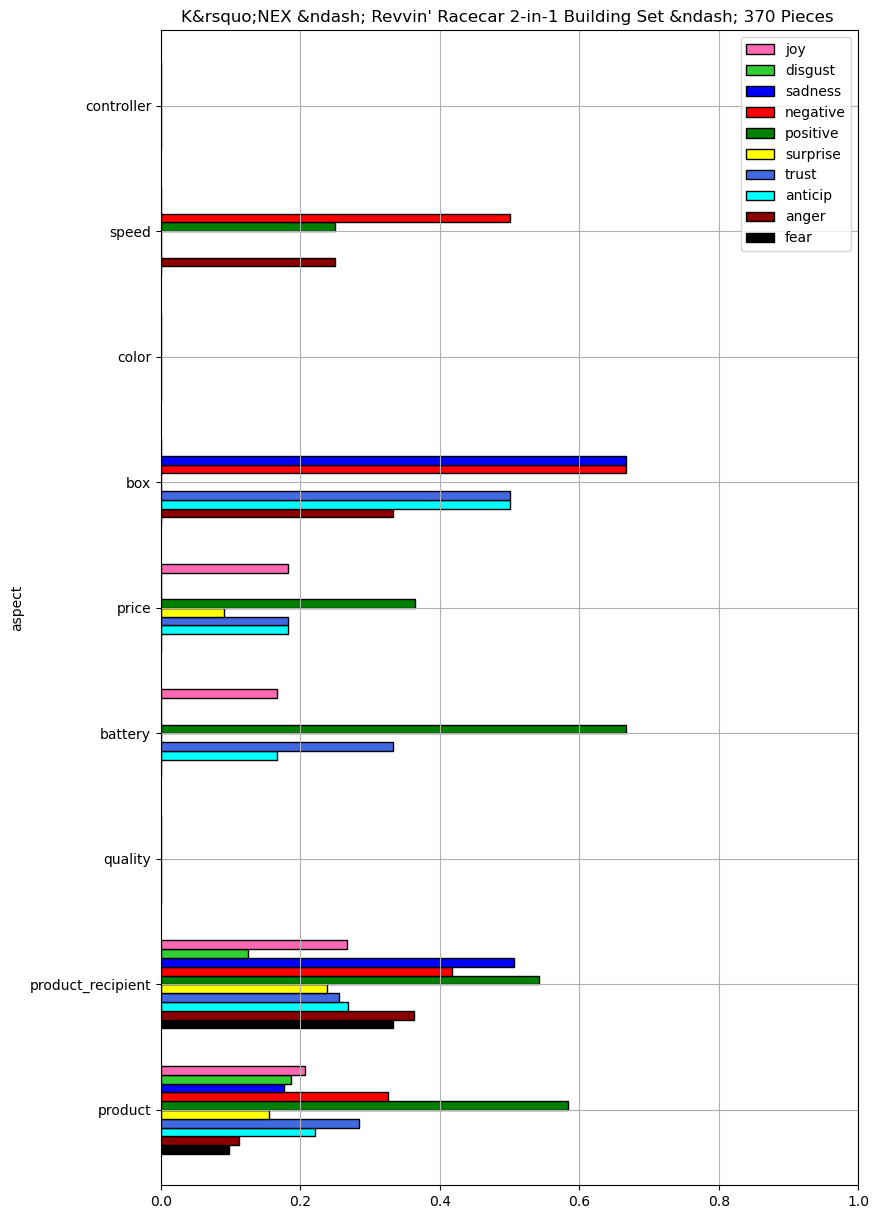 K&rsquo;NEX &ndash; Revvin' Racecar 2-in-1 Building Set &ndash; 370 Pieces
joy
disgust
sadness
negative
positive
surprise
trust
anticip
anger
fear
controller
speed
color
box
price
battery
quality
product_recipient
product
aspect
0.0 0.2 0.4 0.6 0.8 1.0